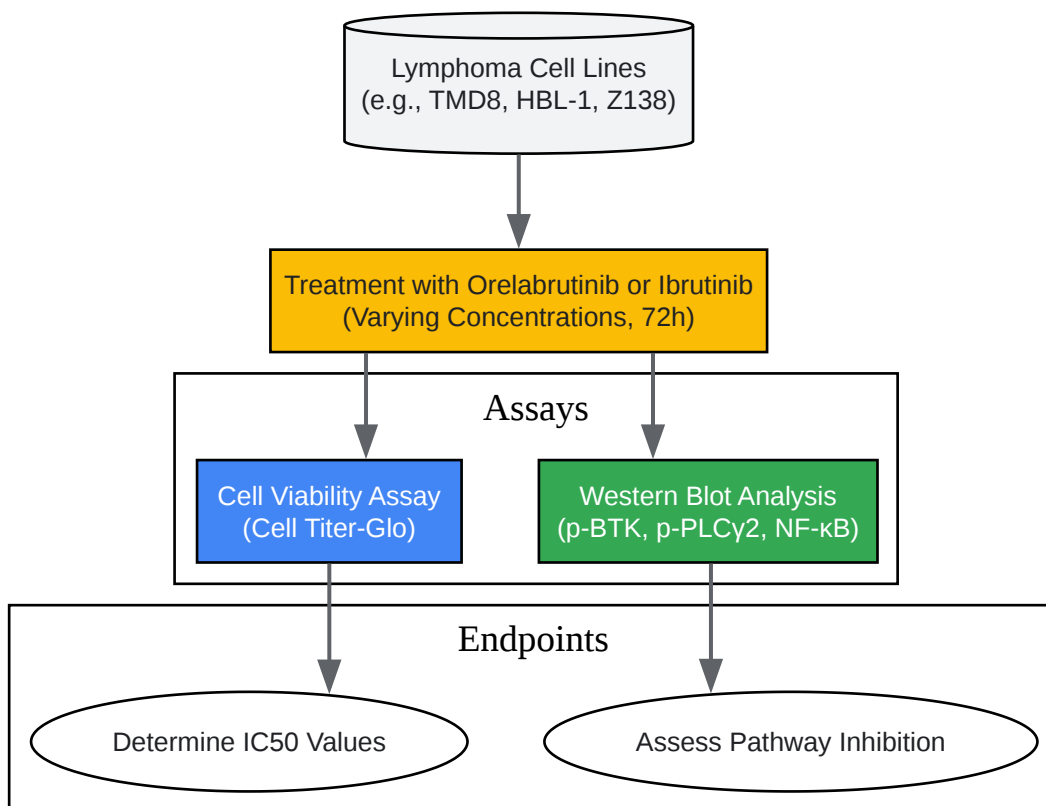 Lymphoma Cell Lines
(e.g., TMD8, HBL-1, Z138)
Treatment with Orelabrutinib or Ibrutinib
(Varying Concentrations, 72h)
Assays
Cell Viability Assay
(Cell Titer-Glo)
Western Blot Analysis
(p-BTK, p-PLCγ2, NF-κB)
Endpoints
Determine IC50 Values
Assess Pathway Inhibition